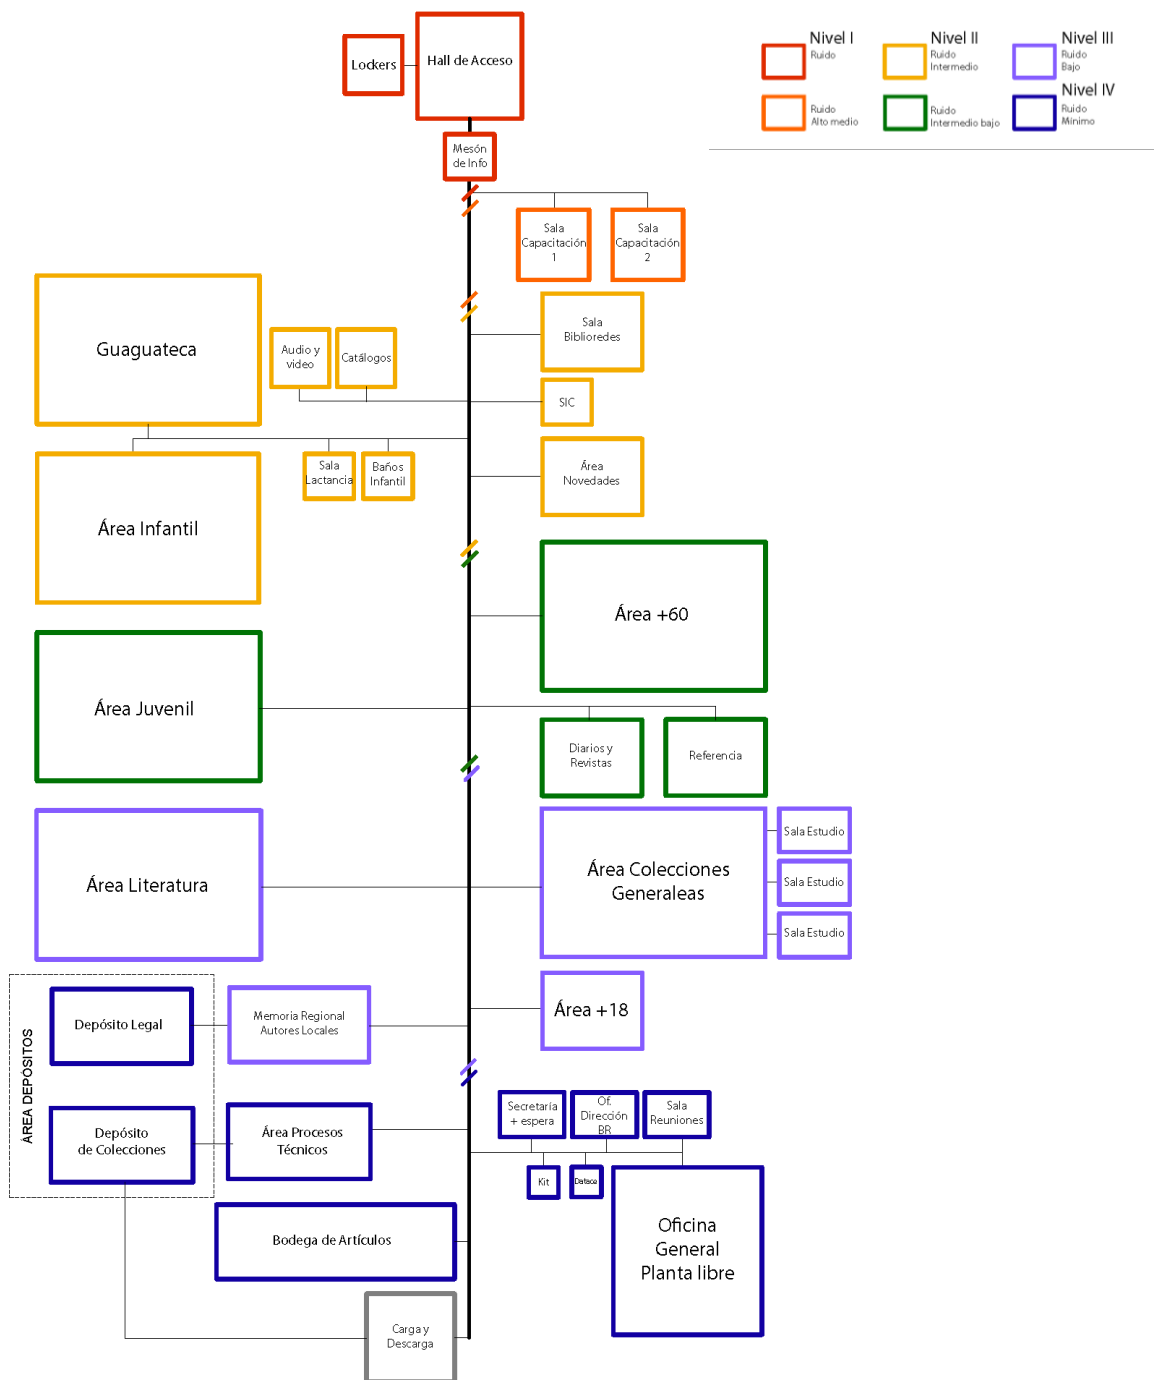 Lockers
Hall de Acceso
Nivel I
Ruido
Nivel II
Ruido
Intermedio
Nivel III
Ruido
Bajo
Ruido
Alto medio
Ruido
Intermedio bajo
Nivel IV
Ruido
Mínimo
Mesón
de Info
Sala
Capacitación
1
Sala
Capacitación
2
Guaguateca
Audio y
video
Catálogos
Sala
Biblioredes
SIC
Sala
Lactancia
Baños
Infantil
Área
Novedades
Área Infantil
Área +60
Área Juvenil
Diarios y
Revistas
Referencia
Área Literatura
Área Colecciones
Generaleas
Sala Estudio
Sala Estudio
Sala Estudio
ÁREA DEPÓSITOS
Depósito Legal
Memoria Regional
Autores Locales
Área +18
Depósito
de Colecciones
Área Procesos
Técnicos
Secretaría
+ espera
Of.
Dirección
BR
Sala
Reuniones
Kit
Bodega de Artículos
Oficina
General
Planta libre
Carga y
Descarga